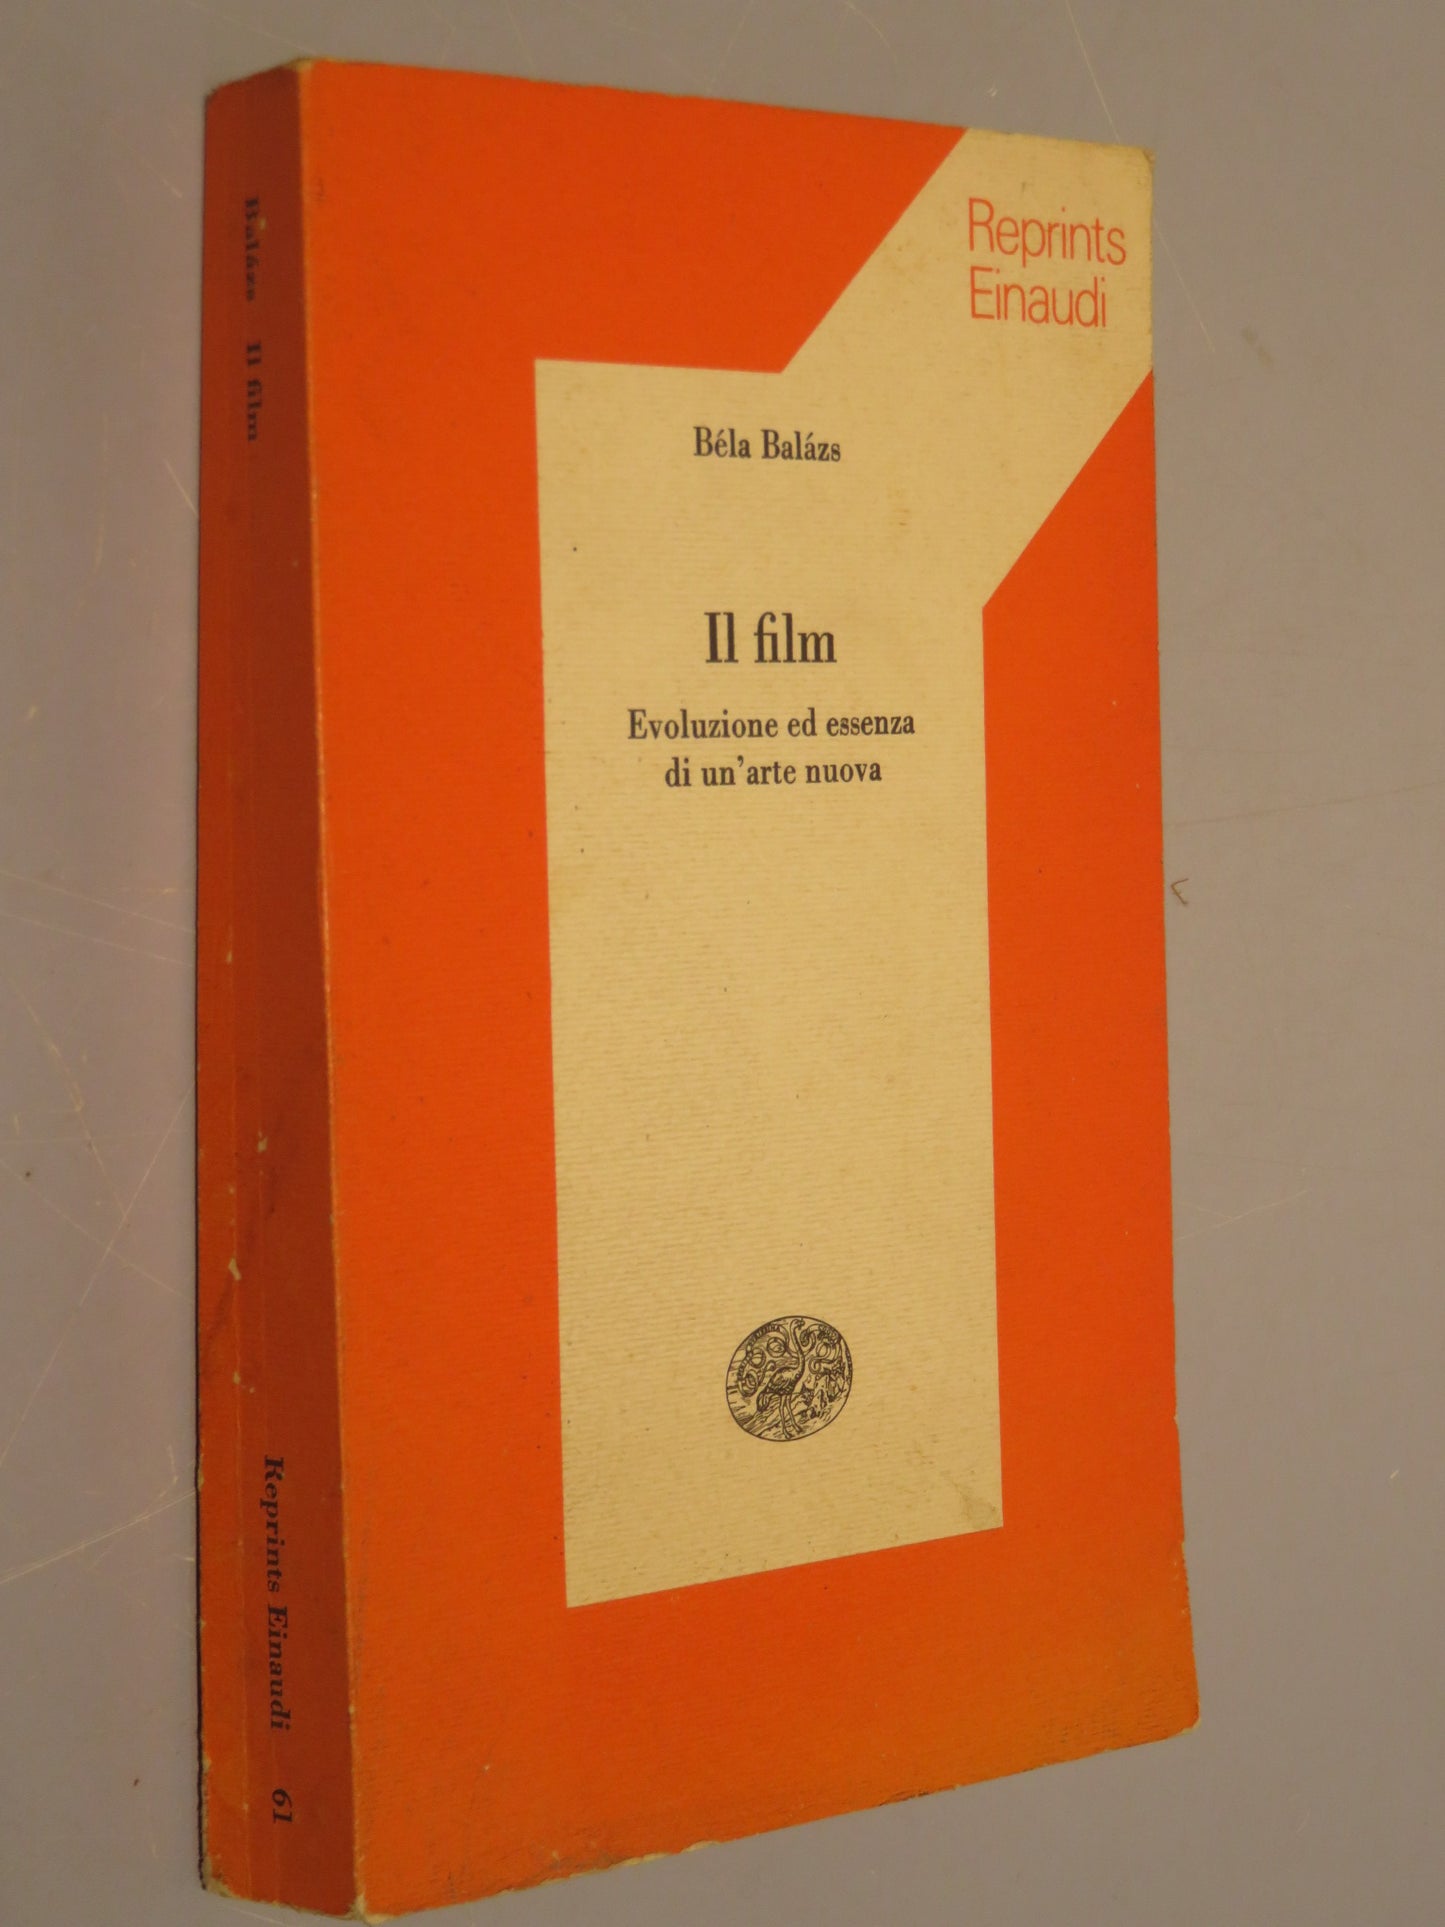 Reprints
Einaudi
Béla Balázs
Il film
Evoluzione ed essenza
di un'arte nuova
Balázs Il film
Reprints Einaudi 61